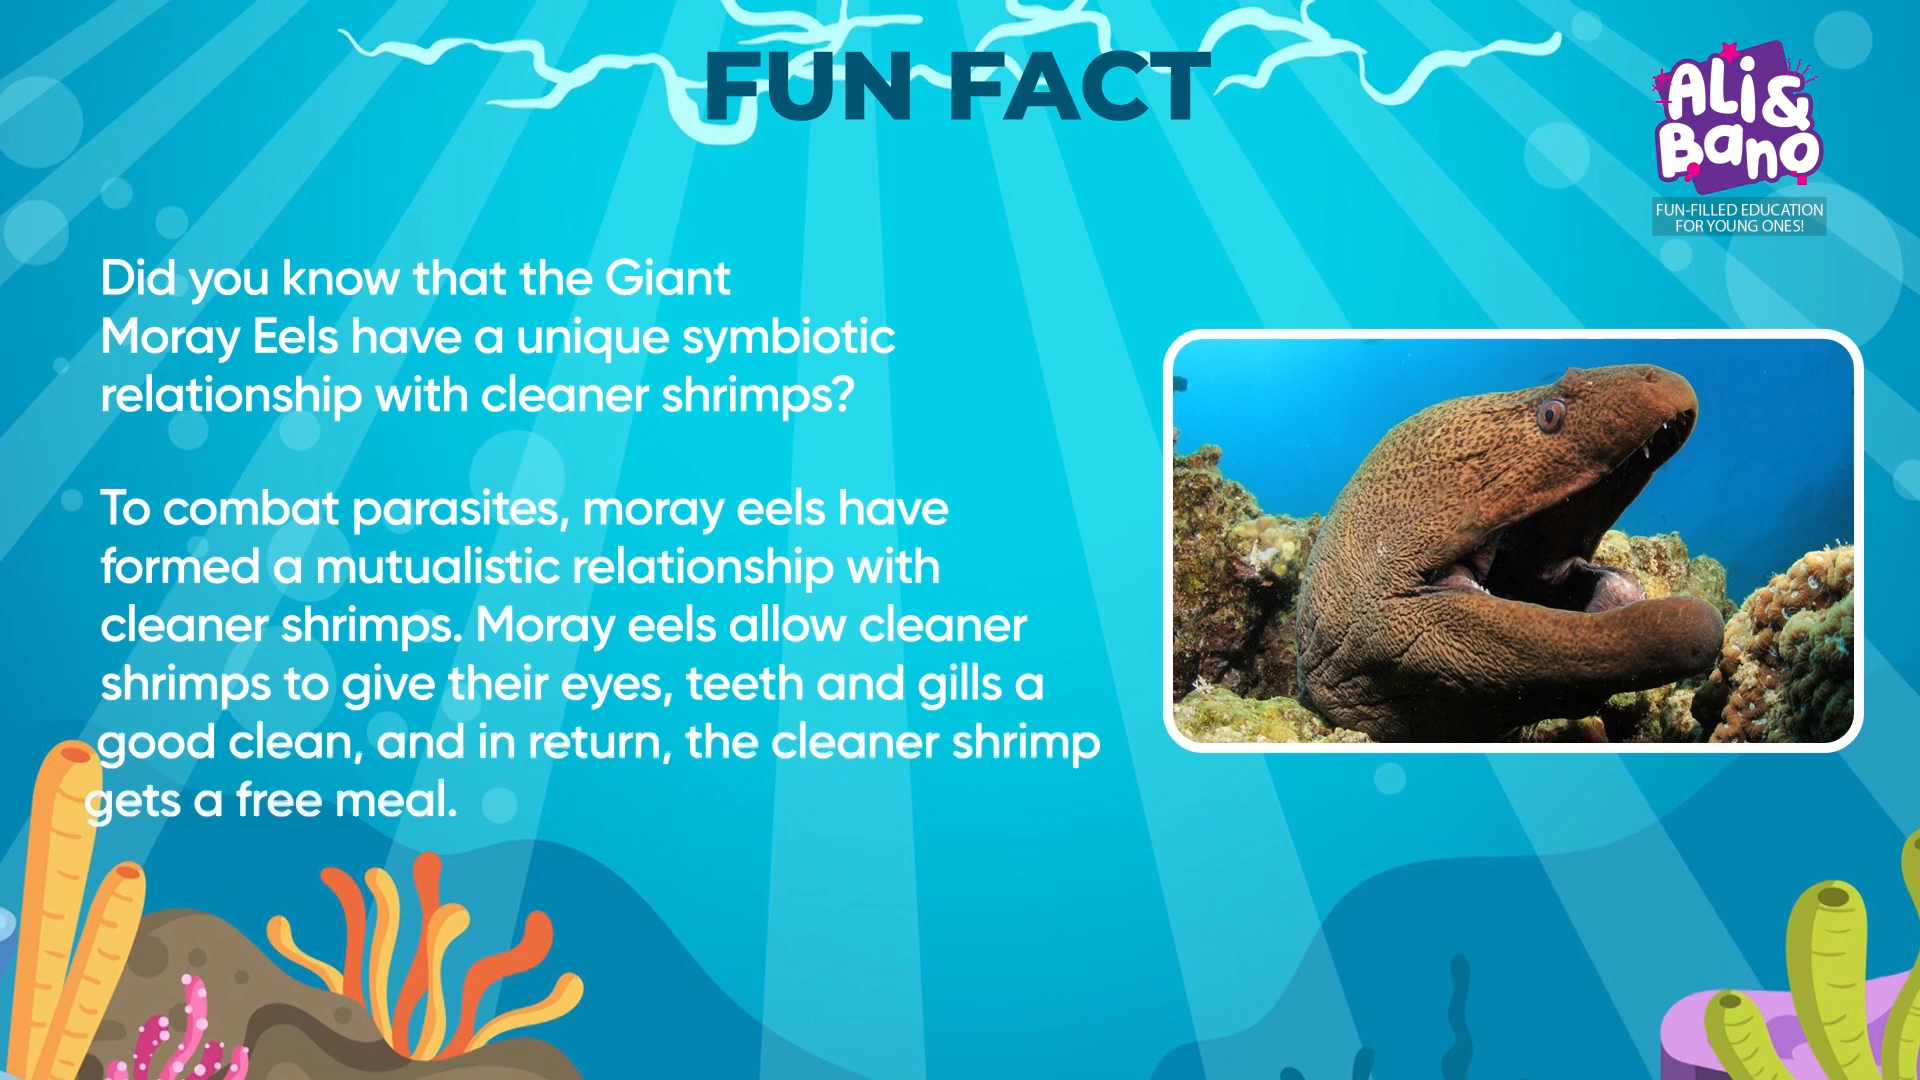 FUN FACT
ALi &
Bano
FUN-FILLED EDUCATION
FOR YOUNG ONES!
Did you know that the Giant
Moray Eels have a unique symbiotic
relationship with cleaner shrimps?
To combat parasites, moray eels have
formed a mutualistic relationship with
cleaner shrimps. Moray eels allow cleaner
shrimps to give their eyes, teeth and gills a
good clean, and in return, the cleaner shrimp
gets a free meal.